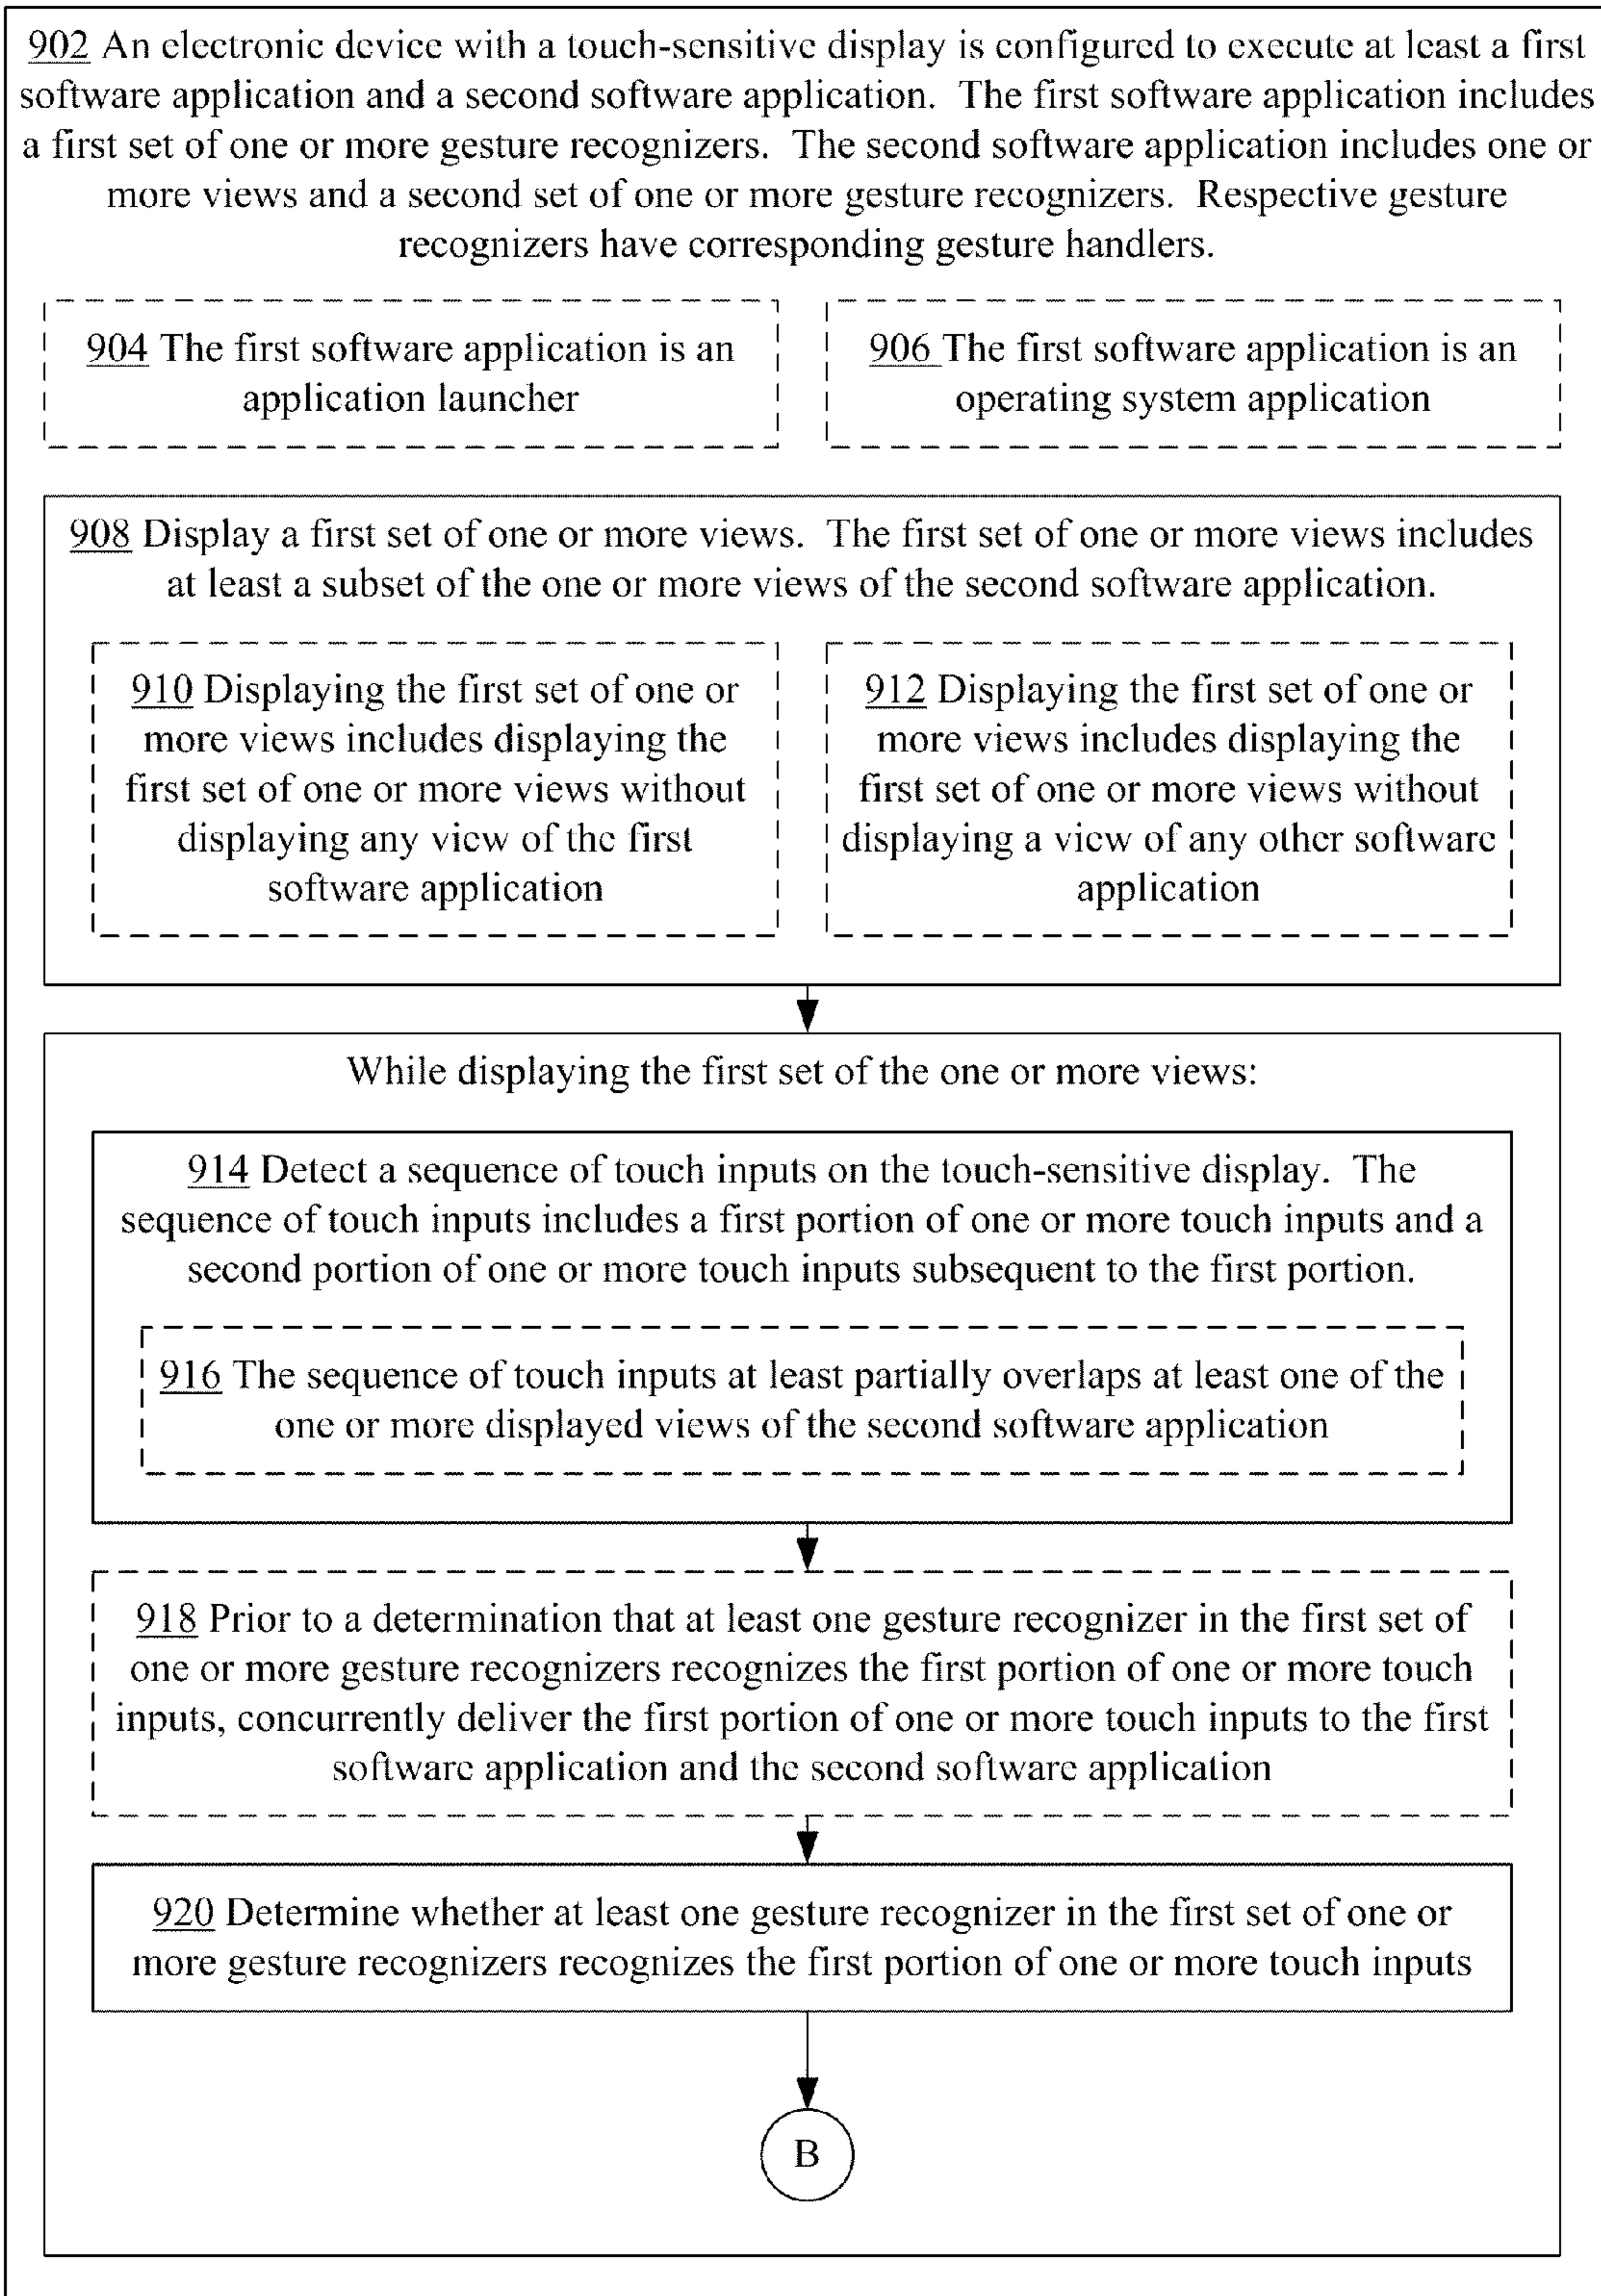 902 An electronic device with a touch-sensitive display is configured to execute at least a first
software application and a second software application. The first software application includes
a first set of one or more gesture recognizers. The second software application includes one or
more views and a second set of one or more gesture recognizers. Respective gesture
recognizers have corresponding gesture handlers.
904 The first software application is an
application launcher
906 The first software application is an
operating system application
908 Display a first set of one or more views. The first set of one or more views includes
at least a subset of the one or more views of the second software application.
910 Displaying the first set of one or
more views includes displaying the
first set of one or more views without
displaying any view of the first
software application
912 Displaying the first set of one or
more views includes displaying the
first set of one or more views without
displaying a view of any other software
application
While displaying the first set of the one or more views:
914 Detect a sequence of touch inputs on the touch-sensitive display. The
sequence of touch inputs includes a first portion of one or more touch inputs and a
second portion of one or more touch inputs subsequent to the first portion.
916 The sequence of touch inputs at least partially overlaps at least one of the
one or more displayed views of the second software application
918 Prior to a determination that at least one gesture recognizer in the first set of
one or more gesture recognizers recognizes the first portion of one or more touch
inputs, concurrently deliver the first portion of one or more touch inputs to the first
software application and the second software application
920 Determine whether at least one gesture recognizer in the first set of one or
more gesture recognizers recognizes the first portion of one or more touch inputs
B